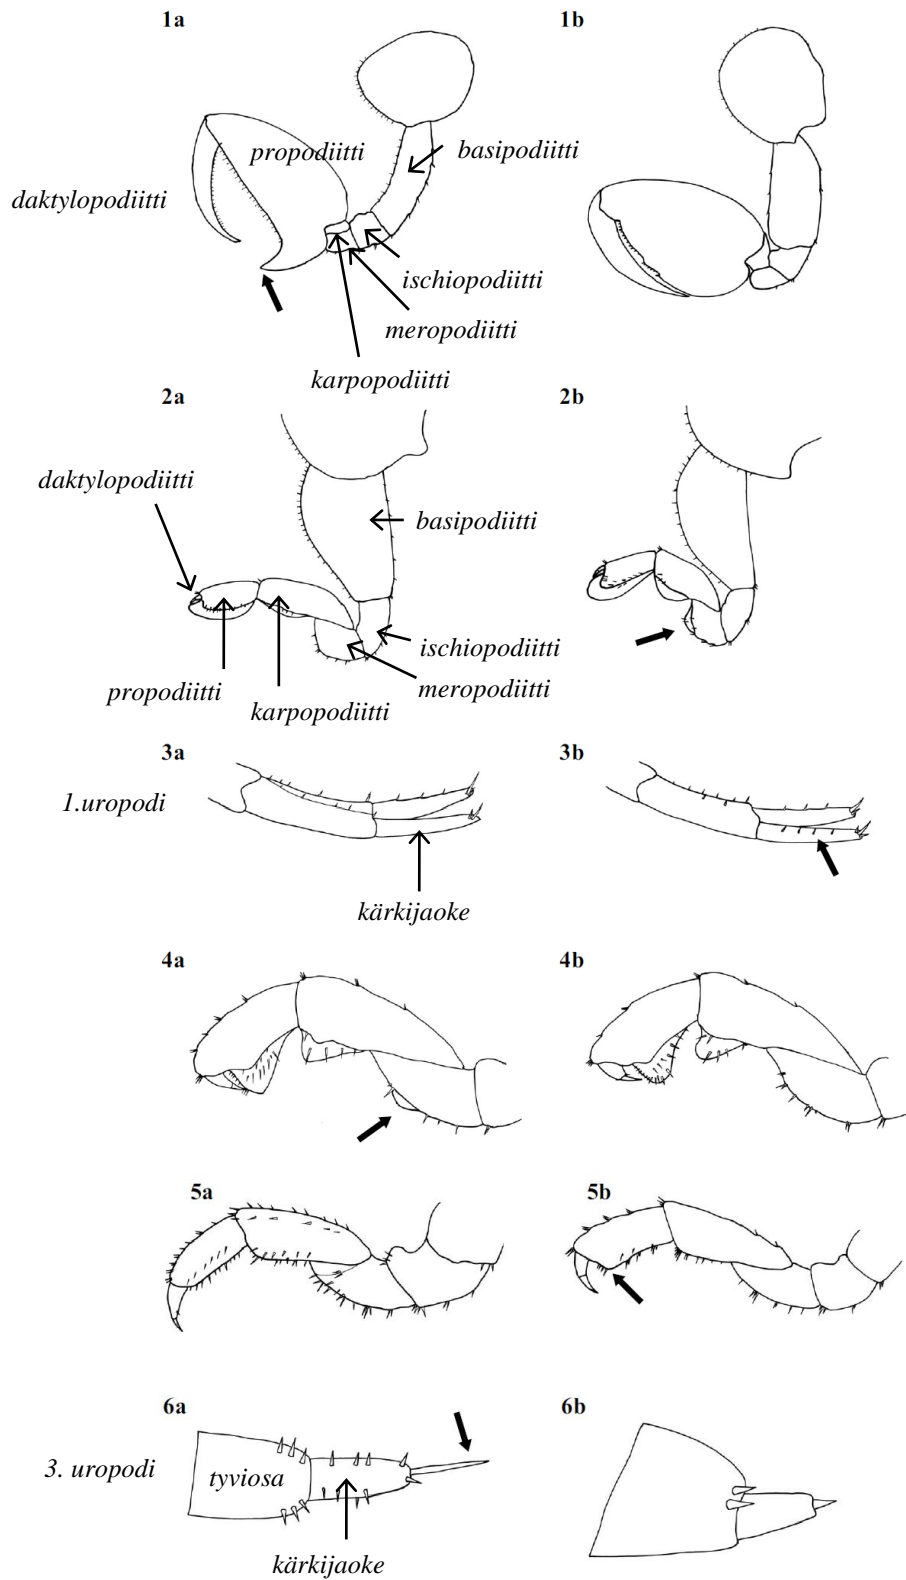 1a
1b
propodiitti
basipodiitti
daktylopodiitti
ischiopodiitti
meropodiitti
karpopodiitti
2a
2b
daktylopodiitti
basipodiitti
ischiopodiitti
meropodiitti
propodiitti
karpopodiitti
3a
3b
1.uropodi
kärkijaoke
4a
4b
5a
5b
6a
6b
3. uropodi
tyviosa
kärkijaoke